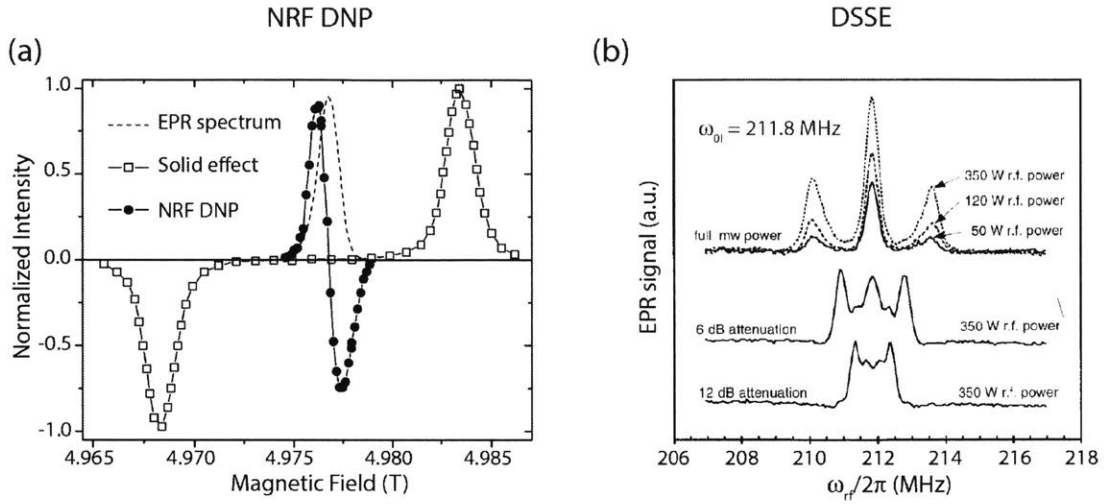 NRF DNP
DSSE
(a)
Normalized Intensity
1.0
0.5
0.0
-0.5
-1.0
EPR spectrum
Solid effect
NRF DNP
4.965
4.970
4.975
4.980
4.985
Magnetic Field (T)
(b)
EPR signal (a.u.)
ω0I = 211.8 MHz
350 W r.f. power
120 W r.f. power
50 W r.f. power
full mw power
6 dB attenuation
350 W r.f. power
12 dB attenuation
350 W r.f. power
206
208
210
212
214
216
218
ωrf/2π (MHz)